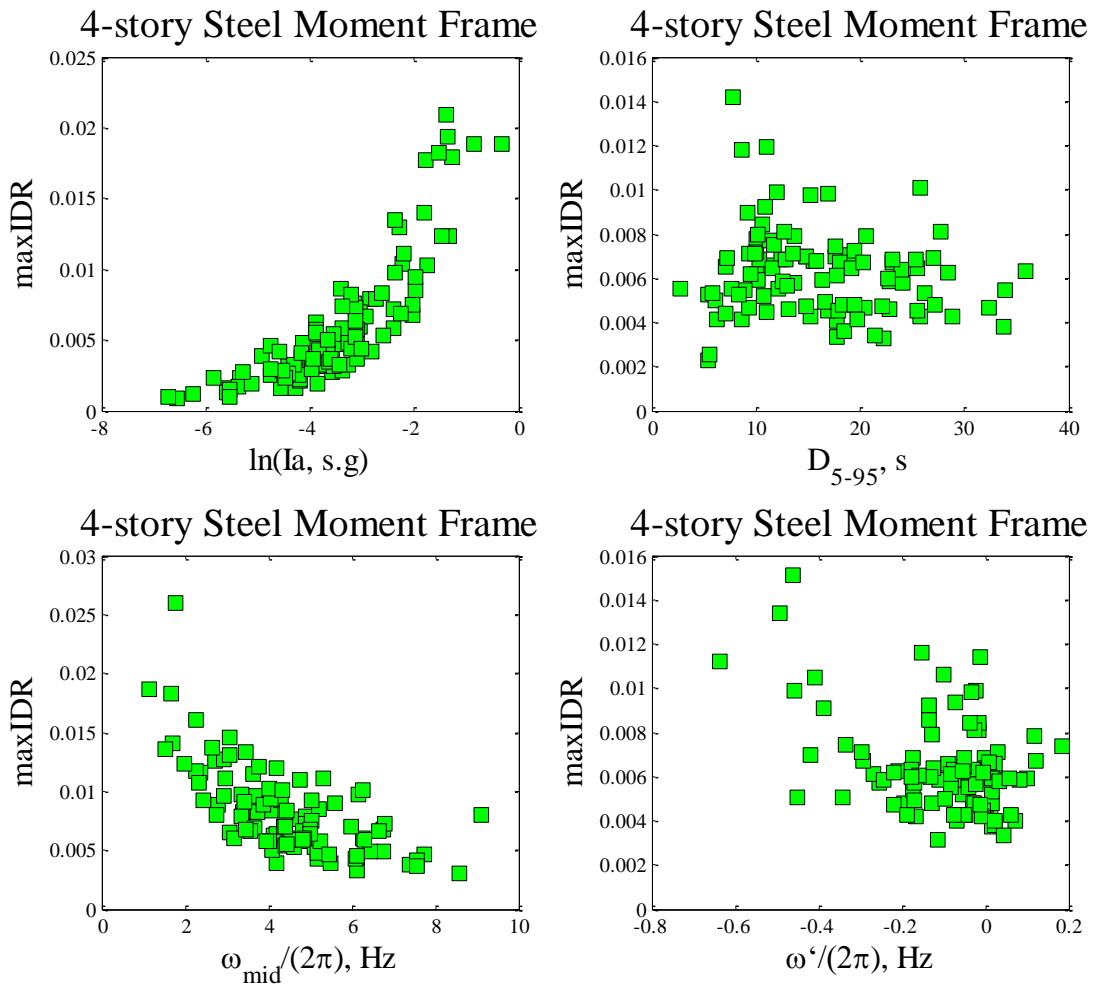 4-story Steel Moment Frame
0.025
0.02
0.015
0.01
0.005
0
maxIDR
-8 -6 -4 -2 0
ln(Ia, s.g)
4-story Steel Moment Frame
0.016
0.014
0.012
0.01
0.008
0.006
0.004
0.002
0
maxIDR
0 10 20 30 40
D5-95, s
4-story Steel Moment Frame
0.03
0.025
0.02
0.015
0.01
0.005
0
maxIDR
0 2 4 6 8 10
ωmid/(2π), Hz
4-story Steel Moment Frame
0.016
0.014
0.012
0.01
0.008
0.006
0.004
0.002
0
maxIDR
-0.8 -0.6 -0.4 -0.2 0 0.2
ω‘/(2π), Hz